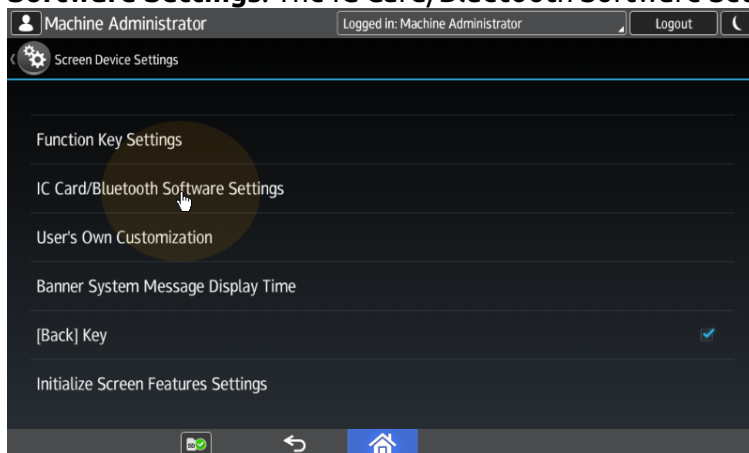 Software Settings. The IC Card/Bluetooth Software Set
Machine Administrator
Logged in: Machine Administrator
Logout
Screen Device Settings
Function Key Settings
IC Card/Bluetooth Software Settings
User's Own Customization
Banner System Message Display Time
[Back] Key
Initialize Screen Features Settings